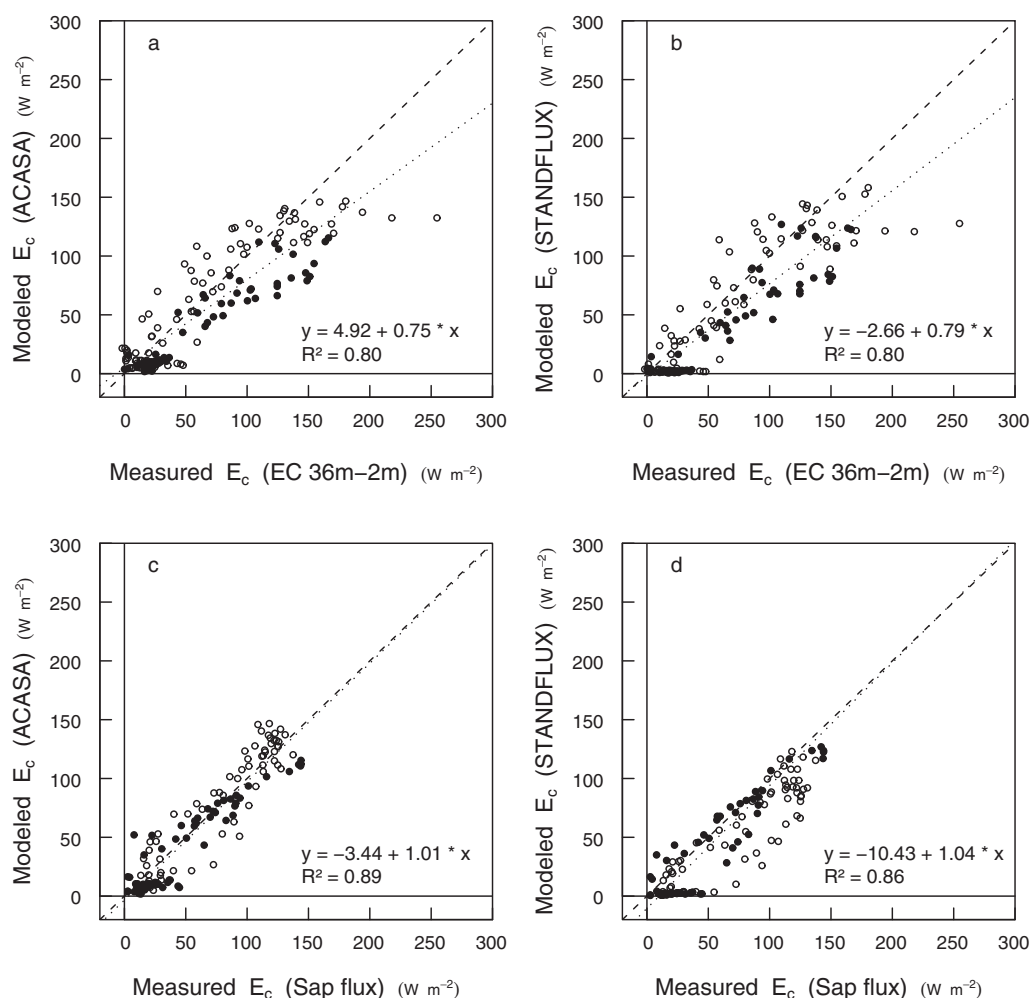 a
300
250
200
150
100
50
0
Modeled E_c (ACASA) (W m⁻²)
y = 4.92 + 0.75 * x
R² = 0.80
0 50 100 150 200 250 300
Measured E_c (EC 36m−2m) (W m⁻²)
b
300
250
200
150
100
50
0
Modeled E_c (STANDFLUX) (W m⁻²)
y = −2.66 + 0.79 * x
R² = 0.80
0 50 100 150 200 250 300
Measured E_c (EC 36m−2m) (W m⁻²)
c
300
250
200
150
100
50
0
Modeled E_c (ACASA) (W m⁻²)
y = −3.44 + 1.01 * x
R² = 0.89
0 50 100 150 200 250 300
Measured E_c (Sap flux) (W m⁻²)
d
300
250
200
150
100
50
0
Modeled E_c (STANDFLUX) (W m⁻²)
y = −10.43 + 1.04 * x
R² = 0.86
0 50 100 150 200 250 300
Measured E_c (Sap flux) (W m⁻²)